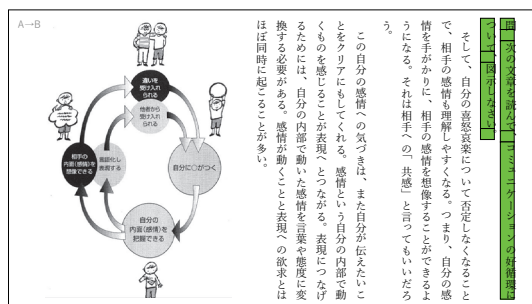 問　次の文章を読んで、コミュニケーションの好循環に
ついて、図示しなさい。
そして、自分の喜怒哀楽について否定しなくなること
で、相手の感情も理解しやすくなる。つまり、自分の感
情を手がかりに、相手の感情を想像することができるよ
うになる。それは相手への「共感」と言ってもいいだろ
う。
この自分の感情への気づきは、また自分が伝えたいこ
とをクリアにもしてくれる。感情という自分の内部で動
くものを感じることが表現へとつながる。表現につなげ
るためには、自分の内部で動いた感情を言葉や態度に変
換する必要がある。感情が動くことと表現への欲求とは
ほぼ同時に起こることが多い。
A→B
違いを
受け入れ
られる
他者から
受け入れ
られる
自分に○がつく
相手の
内面(感情)を
想像できる
言語化し
表現する
自分の
内面(感情)を
把握できる